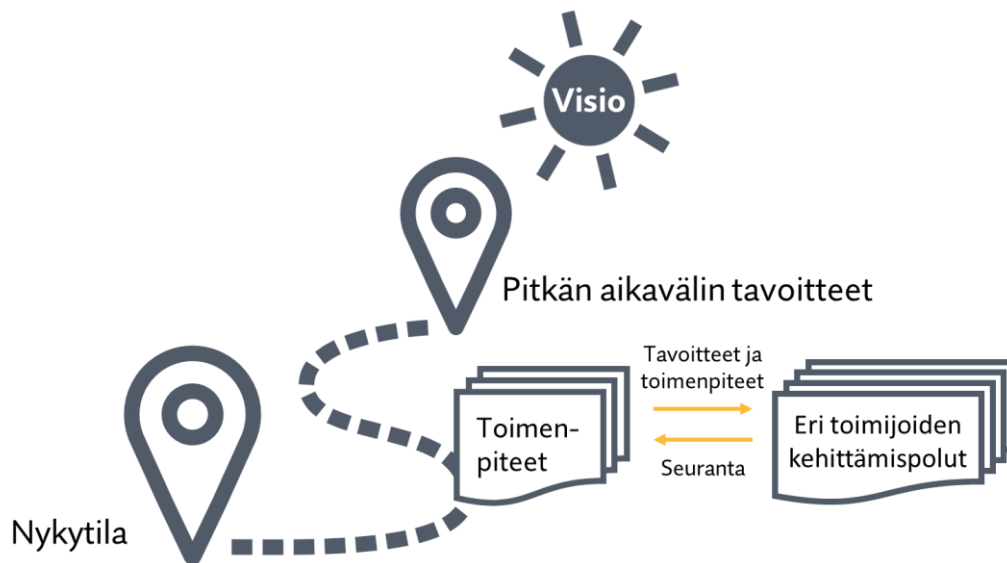 Visio
Pitkän aikavälin tavoitteet
Tavoitteet ja
toimenpiteet
Toimen-
piteet
Eri toimijoiden
kehittämispolut
Seuranta
Nykytila